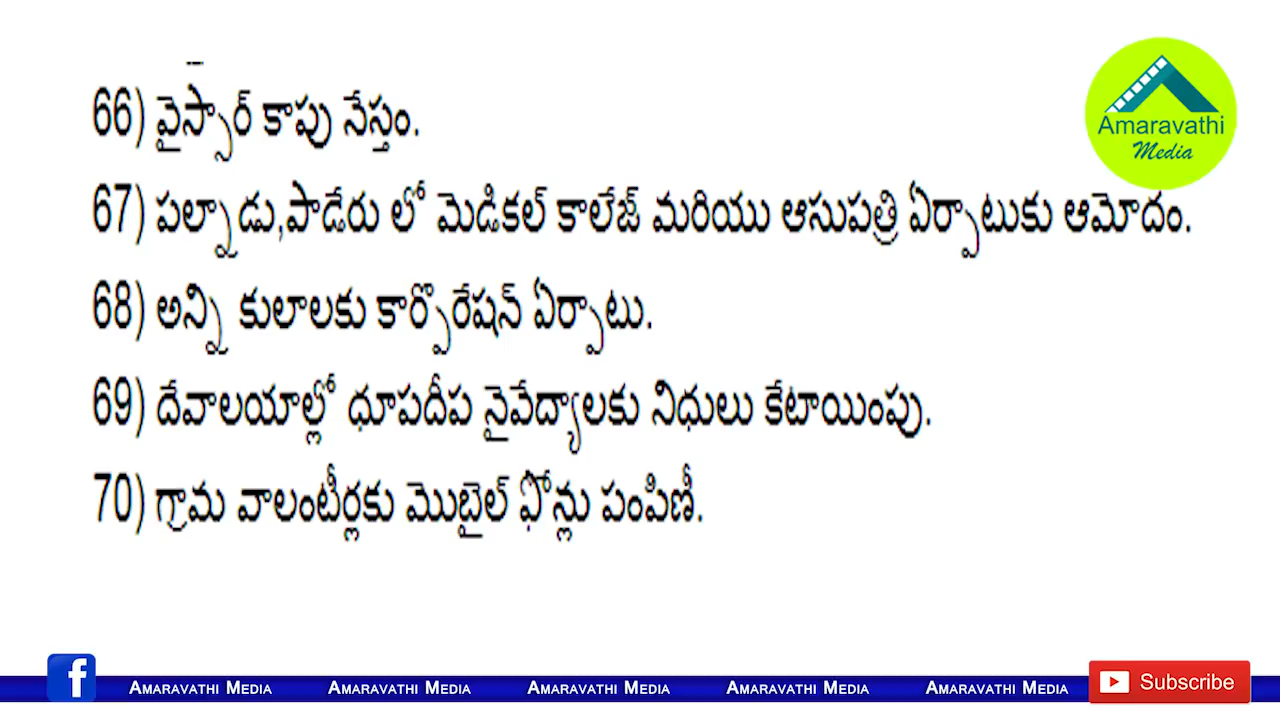 Amaravathi
Media
66) వైస్సార్ కాపు నేస్తం.
67) పల్నాడు,పాడేరు లో మెడికల్ కాలేజ్ మరియు ఆసుపత్రి ఏర్పాటుకు ఆమోదం.
68) అన్ని కులాలకు కార్పొరేషన్ ఏర్పాటు.
69) దేవాలయాల్లో ధూపదీప నైవేద్యాలకు నిధులు కేటాయింపు.
70) గ్రామ వాలంటీర్లకు మొబైల్ ఫోన్లు పంపిణీ.
f Amaravathi Media Amaravathi Media Amaravathi Media Amaravathi Media Amaravathi Media Subscribe